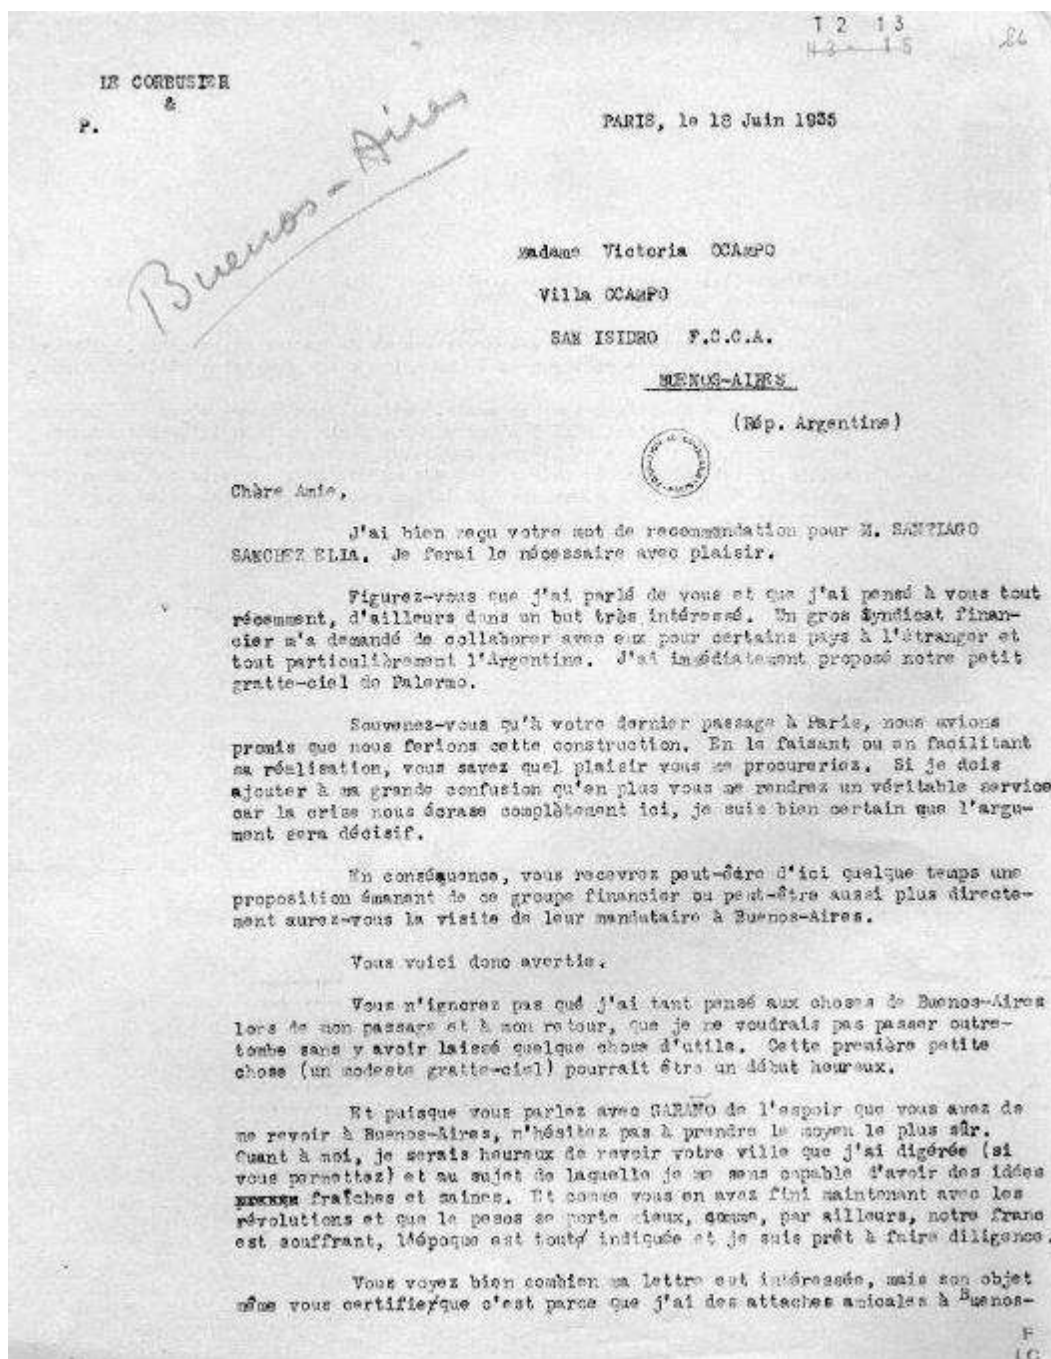 12 13
43 - 15
86
LE CORBUSIER
&
P.
Buenos-Aires
PARIS, le 18 Juin 1935
Madame Victoria OCAMPO
Villa OCAMPO
SAN ISIDRO F.C.C.A.
BUENOS-AIRES
(Rép. Argentine)
Chère Amie,
J'ai bien reçu votre mot de recommandation pour M. SANTIAGO
SANCHEZ ELIA. Je ferai le nécessaire avec plaisir.
Figurez-vous que j'ai parlé de vous et que j'ai pensé à vous tout
récemment, d'ailleurs dans un but très intéressé. Un gros Syndicat finan-
cier m'a demandé de collaborer avec eux pour certains pays à l'étranger et
tout particulièrement l'Argentine. J'ai immédiatement proposé notre petit
gratte-ciel de Palermo.
Souvenez-vous qu'à votre dernier passage à Paris, nous avions
promis que nous ferions cette construction. En la faisant ou en facilitant
sa réalisation, vous savez quel plaisir vous me procureriez. Si je dois
ajouter à ma grande confusion qu'en plus vous me rendrez un véritable service
car la crise nous écrase complètement ici, je suis bien certain que l'argu-
ment sera décisif.
En conséquence, vous recevrez peut-être d'ici quelque temps une
proposition émanant de ce groupe financier ou peut-être aussi plus directe-
ment aurez-vous la visite de leur mandataire à Buenos-Aires.
Vous voici donc avertie.
Vous n'ignorez pas qué j'ai tant pensé aux choses de Buenos-Aires
lors de mon passage et à mon retour, que je ne voudrais pas passer outre-
tombe sans y avoir laissé quelque chose d'utile. Cette première petite
chose (un modeste gratte-ciel) pourrait être un début heureux.
Et puisque vous parlez avec GARAÑO de l'espoir que vous avez de
me revoir à Buenos-Aires, n'hésitez pas à prendre le moyen le plus sûr.
Quant à moi, je serais heureux de revoir votre ville que j'ai digérée (si
vous permettez) et au sujet de laquelle je me sens capable d'avoir des idées
fraîches et saines. Et comme vous en avez fini maintenant avec les
révolutions et que le pesos se porte mieux, comme, par ailleurs, notre franc
est souffrant, l'époque est tout indiquée et je suis prêt à faire diligence.
Vous voyez bien combien ma lettre est intéressée, mais son objet
même vous certifie que c'est parce que j'ai des attaches amicales à Buenos-
F
LC